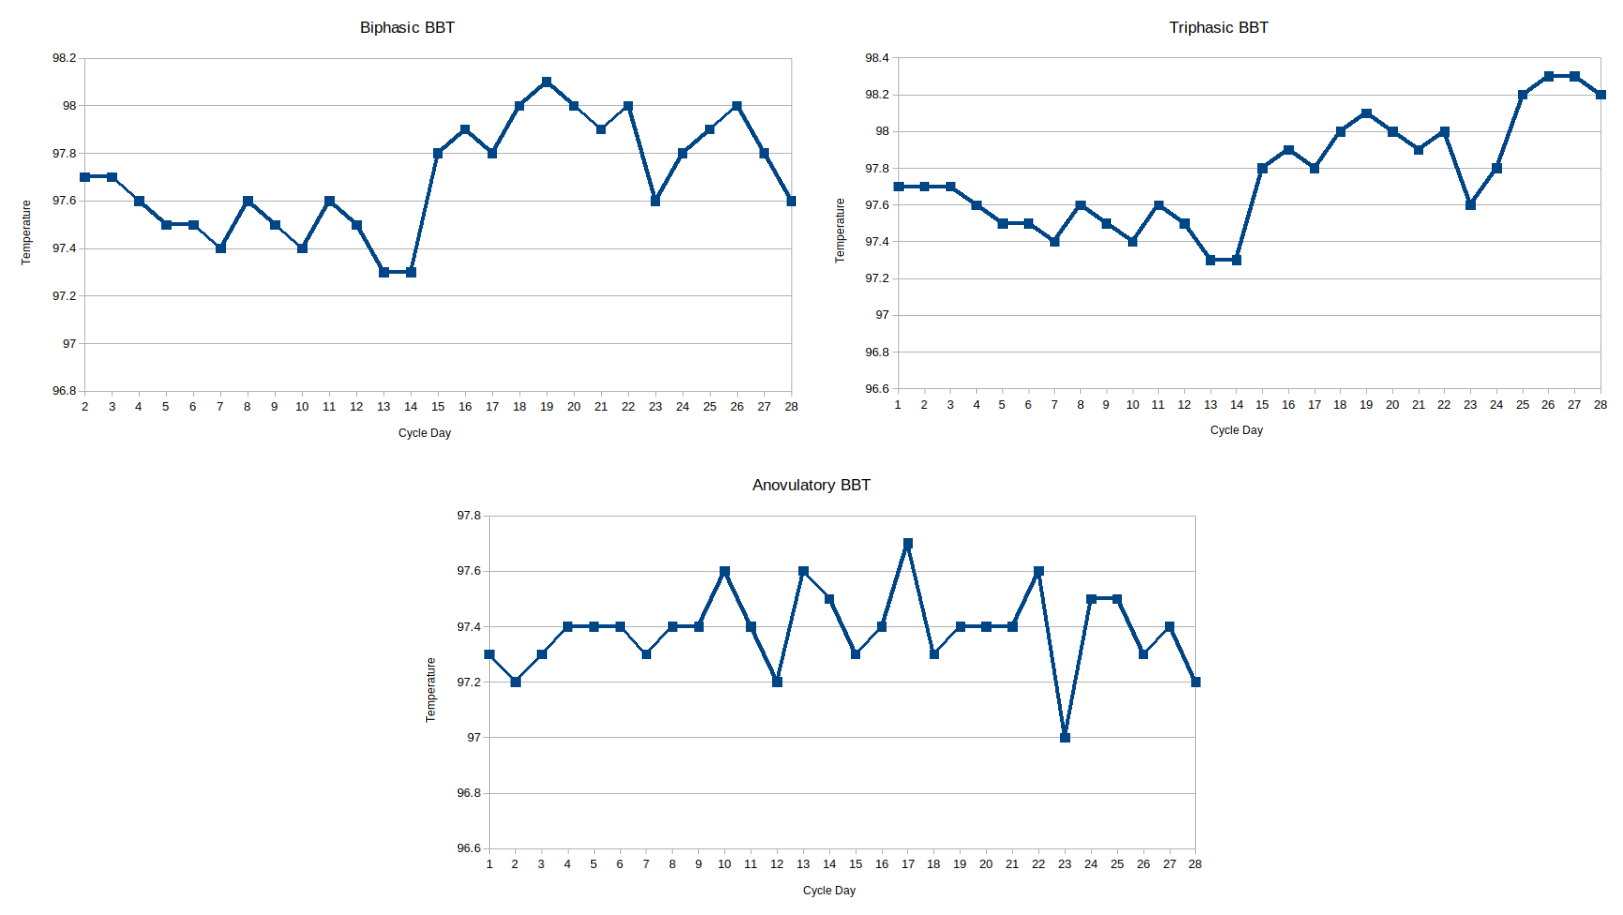 Biphasic BBT
98.2
98
97.8
97.6
97.4
97.2
97
96.8
Temperature
2 3 4 5 6 7 8 9 10 11 12 13 14 15 16 17 18 19 20 21 22 23 24 25 26 27 28
Cycle Day
Triphasic BBT
98.4
98.2
98
97.8
97.6
97.4
97.2
97
96.8
96.6
Temperature
1 2 3 4 5 6 7 8 9 10 11 12 13 14 15 16 17 18 19 20 21 22 23 24 25 26 27 28
Cycle Day
Anovulatory BBT
97.8
97.6
97.4
97.2
97
96.8
96.6
Temperature
1 2 3 4 5 6 7 8 9 10 11 12 13 14 15 16 17 18 19 20 21 22 23 24 25 26 27 28
Cycle Day